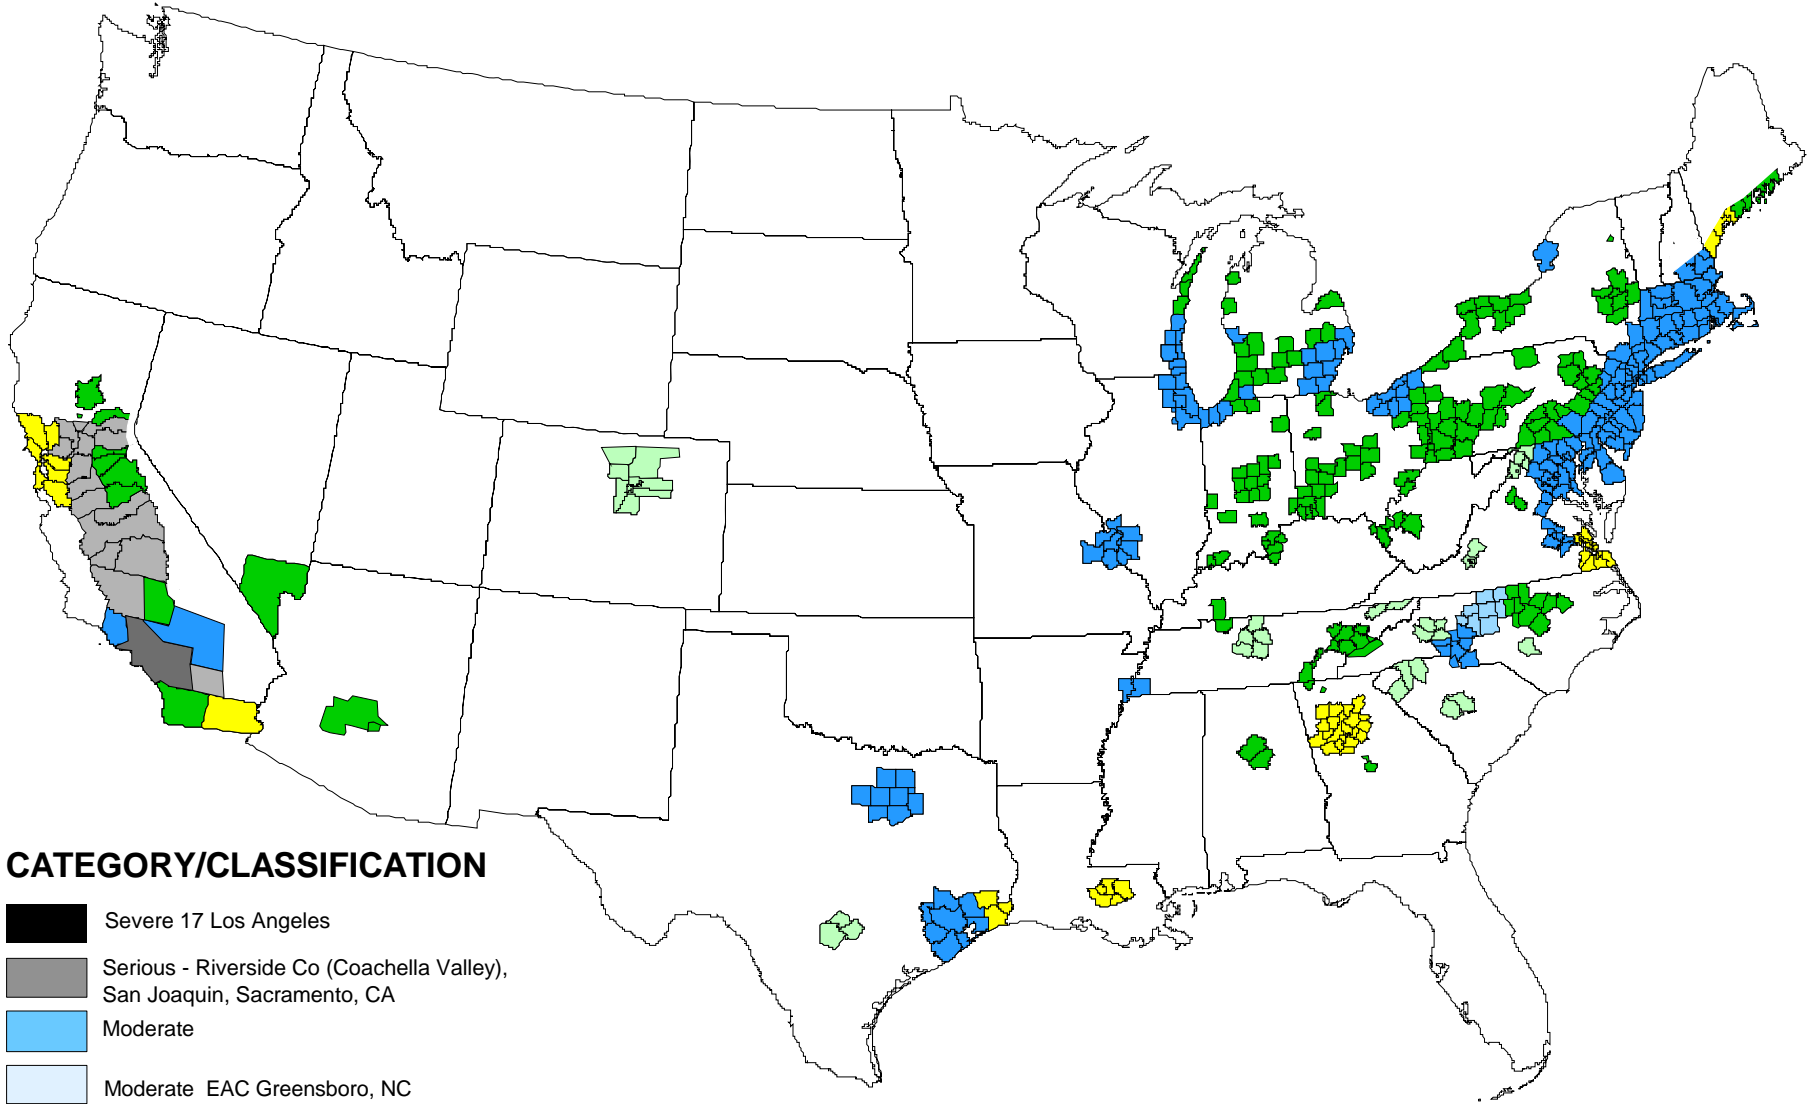 CATEGORY/CLASSIFICATION
Severe 17 Los Angeles
Serious - Riverside Co (Coachella Valley),
San Joaquin, Sacramento, CA
Moderate
Moderate EAC Greensboro, NC